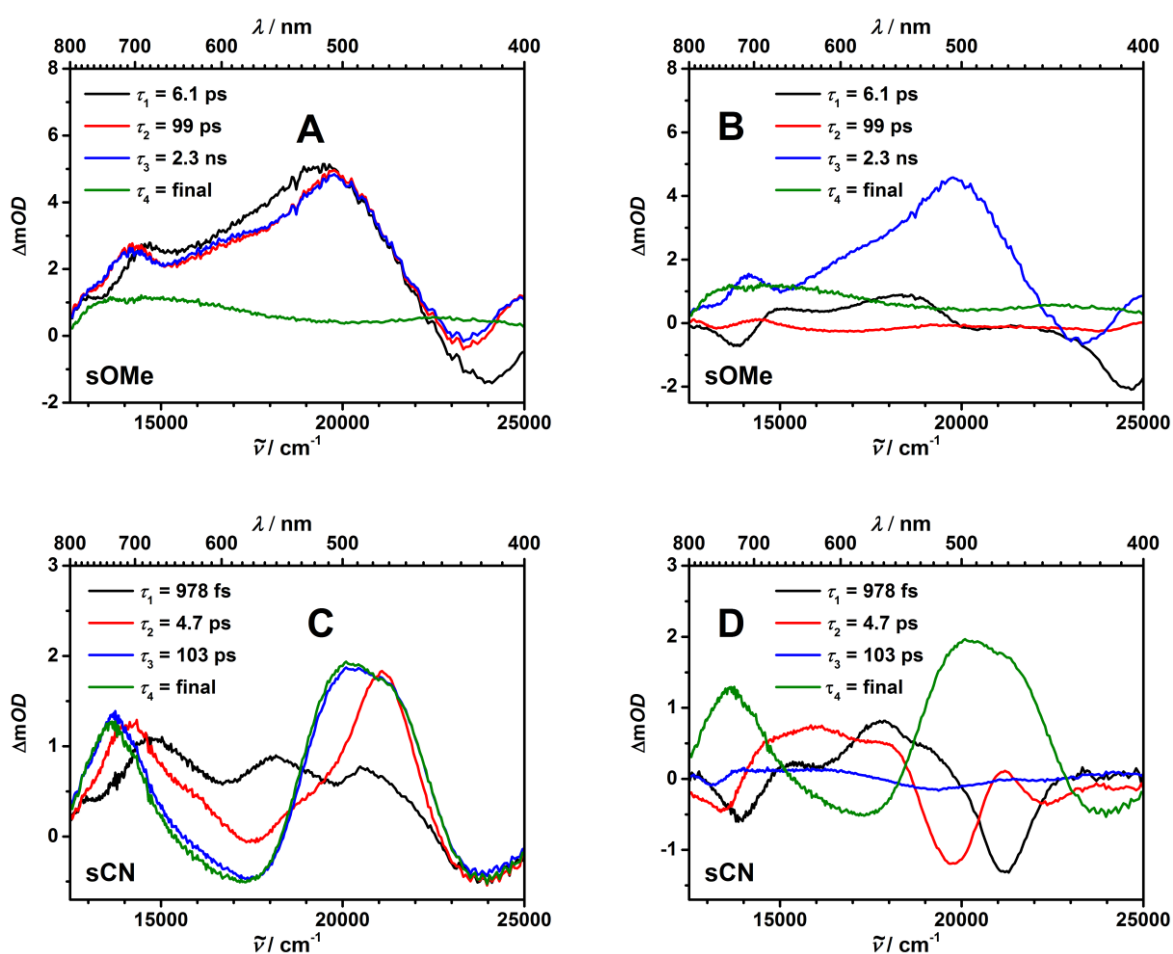 λ / nm
800 700 600 500 400
8
6
4
2
0
-2
ΔmOD
τ1 = 6.1 ps
τ2 = 99 ps
τ3 = 2.3 ns
τ4 = final
A
sOMe
15000 20000 25000
ṽ / cm-1
λ / nm
800 700 600 500 400
8
6
4
2
0
-2
ΔmOD
τ1 = 6.1 ps
τ2 = 99 ps
τ3 = 2.3 ns
τ4 = final
B
sOMe
15000 20000 25000
ṽ / cm-1
λ / nm
800 700 600 500 400
3
2
1
0
ΔmOD
τ1 = 978 fs
τ2 = 4.7 ps
τ3 = 103 ps
τ4 = final
C
sCN
15000 20000 25000
ṽ / cm-1
λ / nm
800 700 600 500 400
3
2
1
0
-1
ΔmOD
τ1 = 978 fs
τ2 = 4.7 ps
τ3 = 103 ps
τ4 = final
D
sCN
15000 20000 25000
ṽ / cm-1